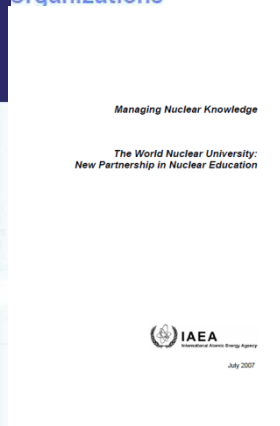 organizations
Managing Nuclear Knowledge
The World Nuclear University:
New Partnership in Nuclear Education
IAEA
International Atomic Energy Agency
July 2007